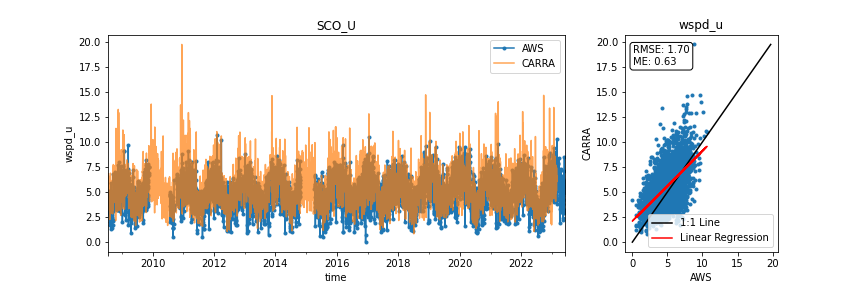 SCO_U
wspd_u
20.0
17.5
15.0
12.5
10.0
7.5
5.0
2.5
0.0
2010
2012
2014
2016
2018
2020
2022
time
AWS
CARRA
wspd_u
CARRA
20.0
17.5
15.0
12.5
10.0
7.5
5.0
2.5
0.0
0
5
10
15
20
AWS
RMSE: 1.70
ME: 0.63
1:1 Line
Linear Regression